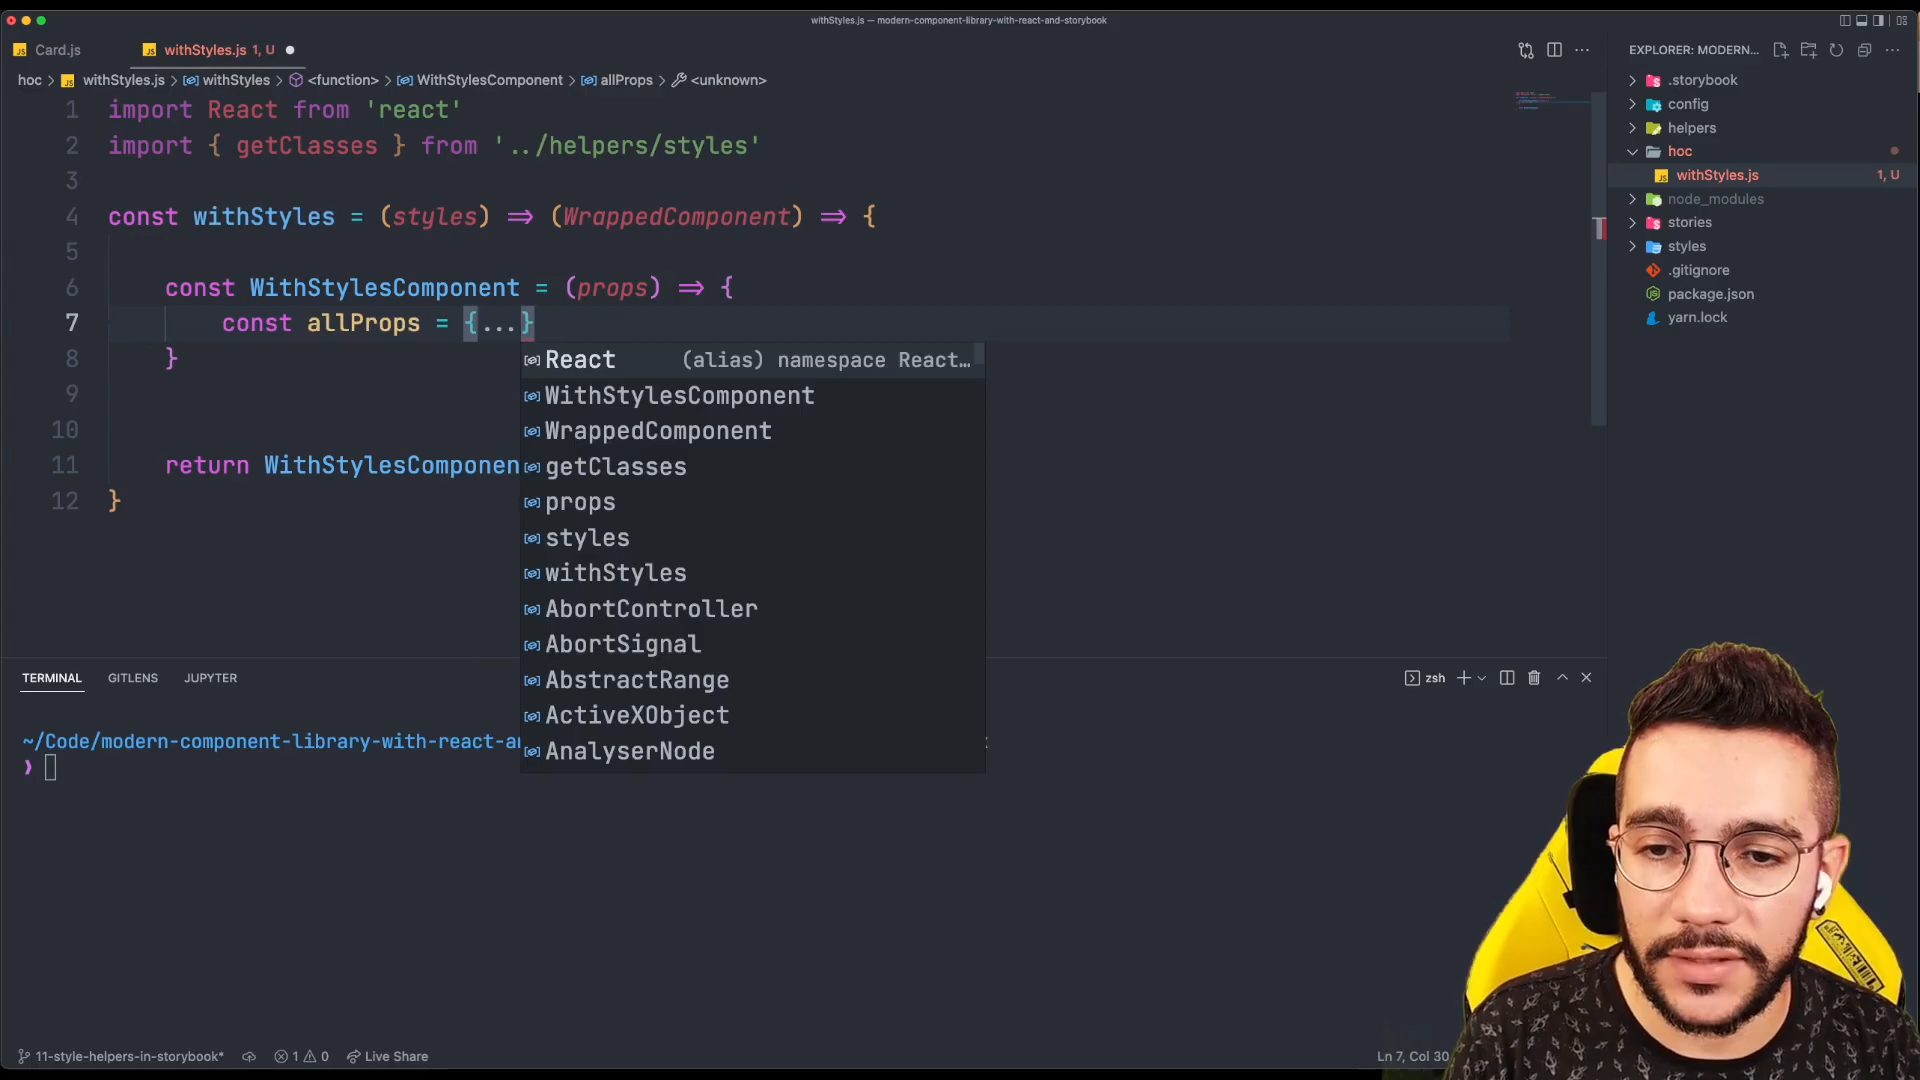 withStyles.js — modern-component-library-with-react-and-storybook
Card.js
withStyles.js 1, U
EXPLORER: MODERN...
hoc > withStyles.js > withStyles > <function> > WithStylesComponent > allProps > <unknown>
1 import React from 'react'
2 import { getClasses } from '../helpers/styles'
3
4 const withStyles = (styles) => (WrappedComponent) => {
5
6 const WithStylesComponent = (props) => {
7 const allProps = {...}
8 }
9
10
11 return WithStylesComponen
12 }
React (alias) namespace React…
WithStylesComponent
WrappedComponent
getClasses
props
styles
withStyles
AbortController
AbortSignal
AbstractRange
ActiveXObject
AnalyserNode
.storybook
config
helpers
hoc
withStyles.js 1, U
node_modules
stories
styles
.gitignore
package.json
yarn.lock
TERMINAL GITLENS JUPYTER
zsh
~/Code/modern-component-library-with-react-an
❯
11-style-helpers-in-storybook* 1 0 Live Share
Ln 7, Col 30